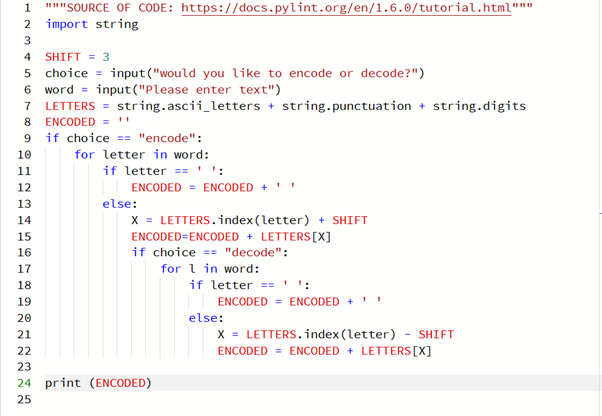 1 """SOURCE OF CODE: https://docs.pylint.org/en/1.6.0/tutorial.html"""
2 import string
3
4 SHIFT = 3
5 choice = input("would you like to encode or decode?")
6 word = input("Please enter text")
7 LETTERS = string.ascii_letters + string.punctuation + string.digits
8 ENCODED = ''
9 if choice == "encode":
10     for letter in word:
11         if letter == ' ':
12             ENCODED = ENCODED + ' '
13         else:
14             X = LETTERS.index(letter) + SHIFT
15             ENCODED=ENCODED + LETTERS[X]
16             if choice == "decode":
17                 for l in word:
18                     if letter == ' ':
19                         ENCODED = ENCODED + ' '
20                     else:
21                         X = LETTERS.index(letter) - SHIFT
22                         ENCODED = ENCODED + LETTERS[X]
23
24 print (ENCODED)
25